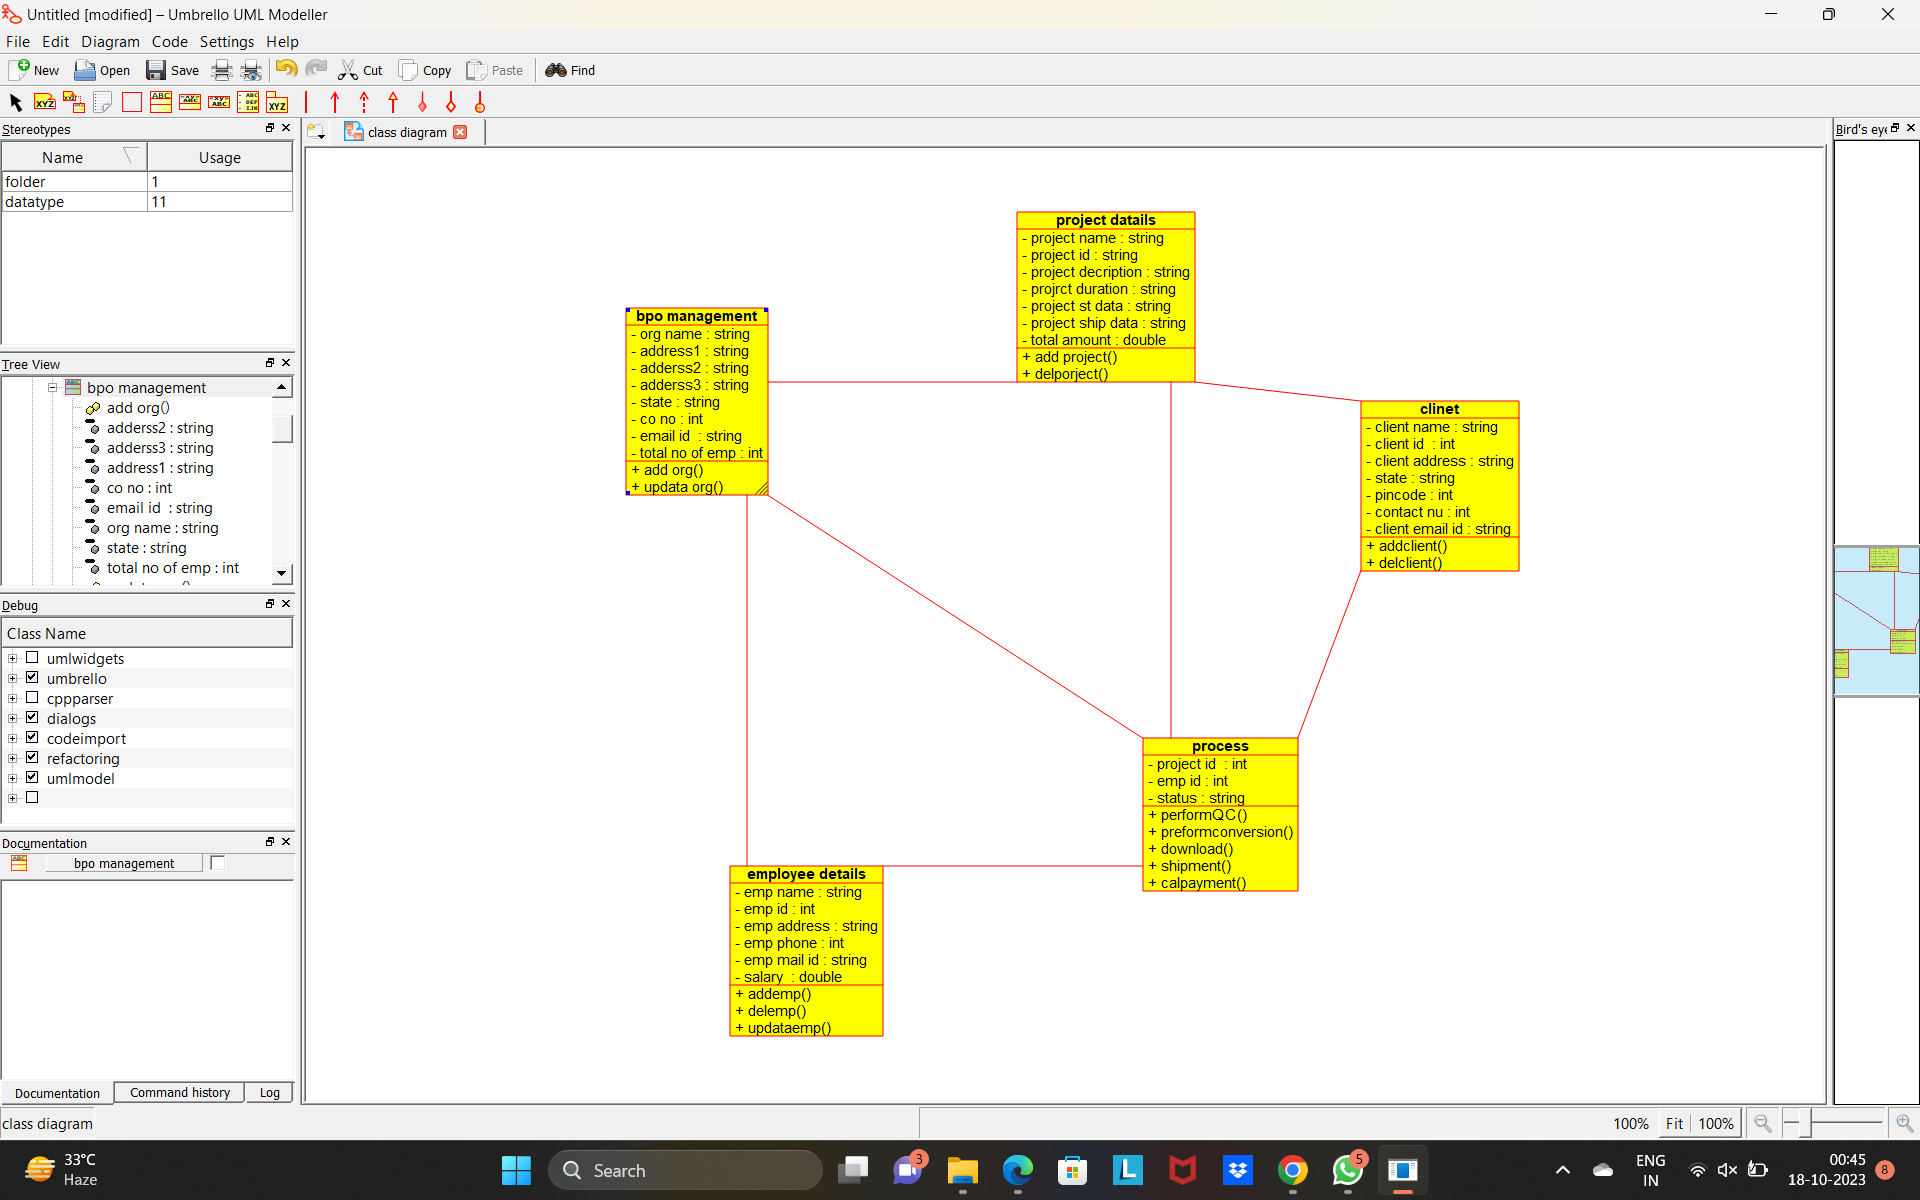 Untitled [modified] – Umbrello UML Modeller
File Edit Diagram Code Settings Help
New Open Save Cut Copy Paste Find
Stereotypes
Name Usage
folder 1
datatype 11
Tree View
bpo management
add org()
adderss2 : string
adderss3 : string
address1 : string
co no : int
email id : string
org name : string
state : string
total no of emp : int
Debug
Class Name
umlwidgets
umbrello
cppparser
dialogs
codeimport
refactoring
umlmodel
Documentation
bpo management
Documentation Command history Log
class diagram
class diagram
project datails
- project name : string
- project id : string
- project decription : string
- projrct duration : string
- project st data : string
- project ship data : string
- total amount : double
+ add project()
+ delporject()
bpo management
- org name : string
- address1 : string
- adderss2 : string
- adderss3 : string
- state : string
- co no : int
- email id : string
- total no of emp : int
+ add org()
+ updata org()
clinet
- client name : string
- client id : int
- client address : string
- state : string
- pincode : int
- contact nu : int
- client email id : string
+ addclient()
+ delclient()
process
- project id : int
- emp id : int
- status : string
+ performQC()
+ preformconversion()
+ download()
+ shipment()
+ calpayment()
employee details
- emp name : string
- emp id : int
- emp address : string
- emp phone : int
- emp mail id : string
- salary : double
+ addemp()
+ delemp()
+ updataemp()
Bird's eye
100% Fit 100%
33°C
Haze
Search
3
5
ENG
IN
00:45
18-10-2023
8